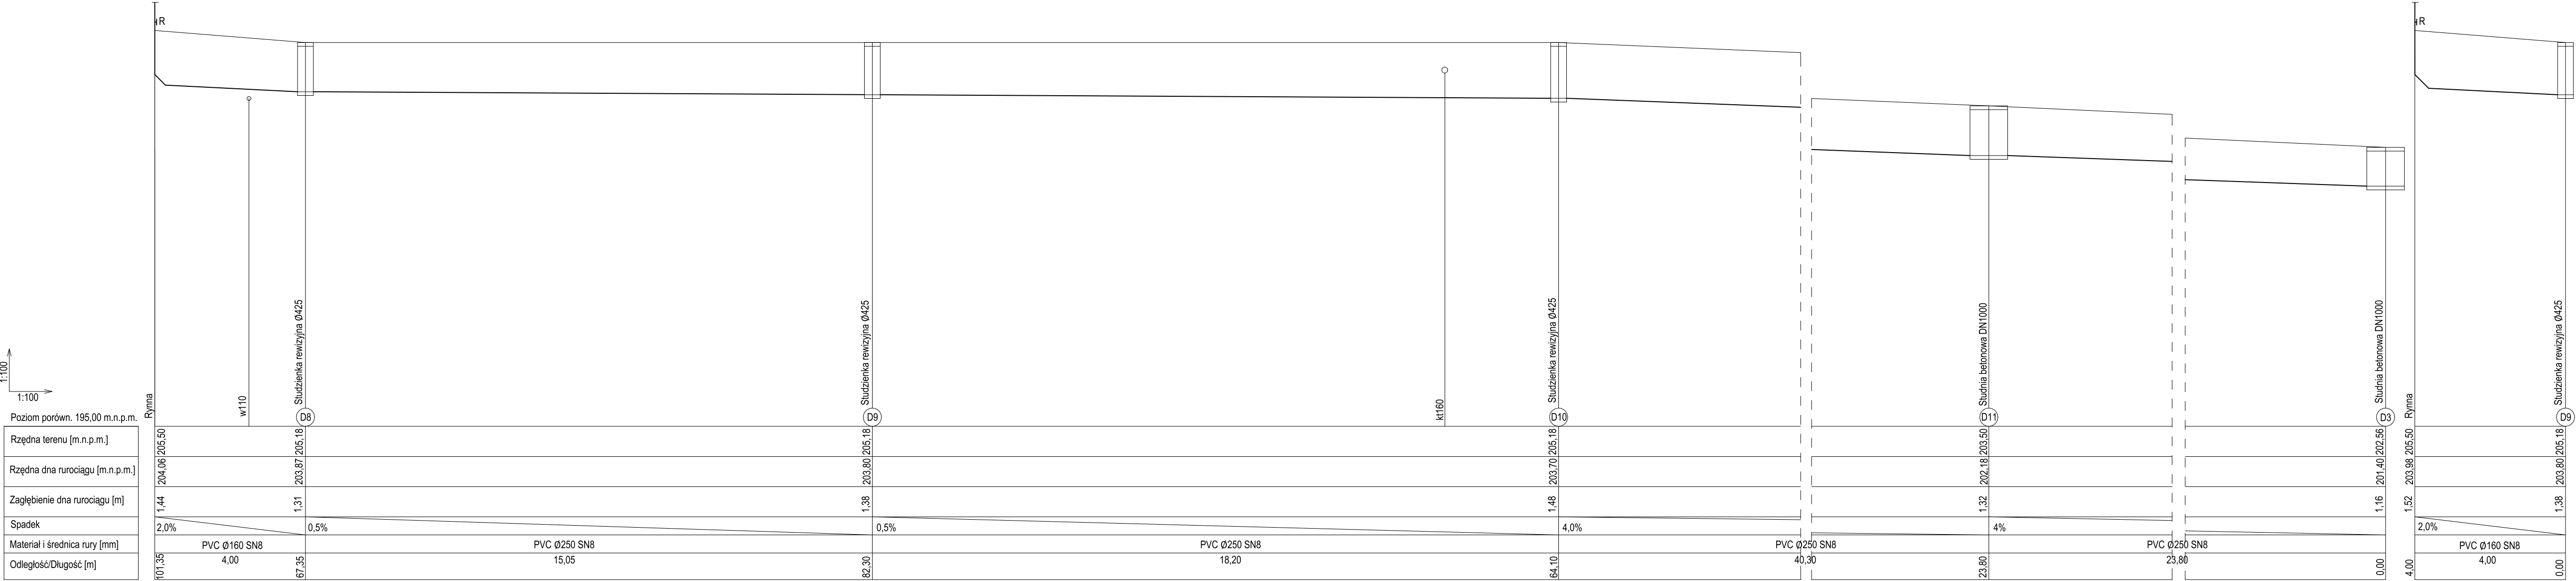 R
R
1:100
1:100
Rynna
w110
Studzienka rewizyjna Ø425
Studzienka rewizyjna Ø425
kt160
Studzienka rewizyjna Ø425
Studnia betonowa DN1000
Studnia betonowa DN1000
Rynna
Studzienka rewizyjna Ø425
Poziom porówn. 195,00 m.n.p.m.
D8
D9
D10
D11
D3
D9
Rzędna terenu [m.n.p.m.]
205,50
205,18
205,18
205,18
203,50
202,56
205,50
205,18
Rzędna dna rurociągu [m.n.p.m.]
204,06
203,87
203,80
203,70
202,18
201,40
203,98
203,80
Zagłębienie dna rurociągu [m]
1,44
1,31
1,38
1,48
1,32
1,16
1,52
1,38
Spadek
2,0%
0,5%
0,5%
4,0%
4%
2,0%
Materiał i średnica rury [mm]
PVC Ø160 SN8
PVC Ø250 SN8
PVC Ø250 SN8
PVC Ø250 SN8
PVC Ø250 SN8
PVC Ø160 SN8
Odległość/Długość [m]
101,35
4,00
67,35
15,05
82,30
18,20
64,10
40,30
23,80
23,80
0,00
4,00
4,00
0,00